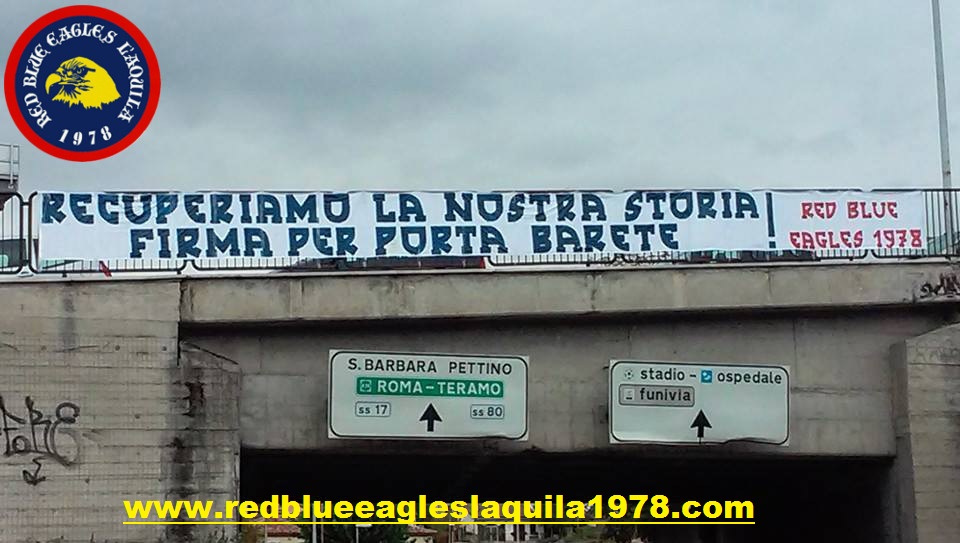 RED BLUE EAGLES L'AQUILA
1978
RECUPERIAMO LA NOSTRA STORIA!
FIRMA PER PORTA BARETE
RED BLUE
EAGLES 1978
S. BARBARA PETTINO
ROMA-TERAMO
ss 17
ss 80
stadio - ospedale
funivia
www.redblueeagleslaquila1978.com